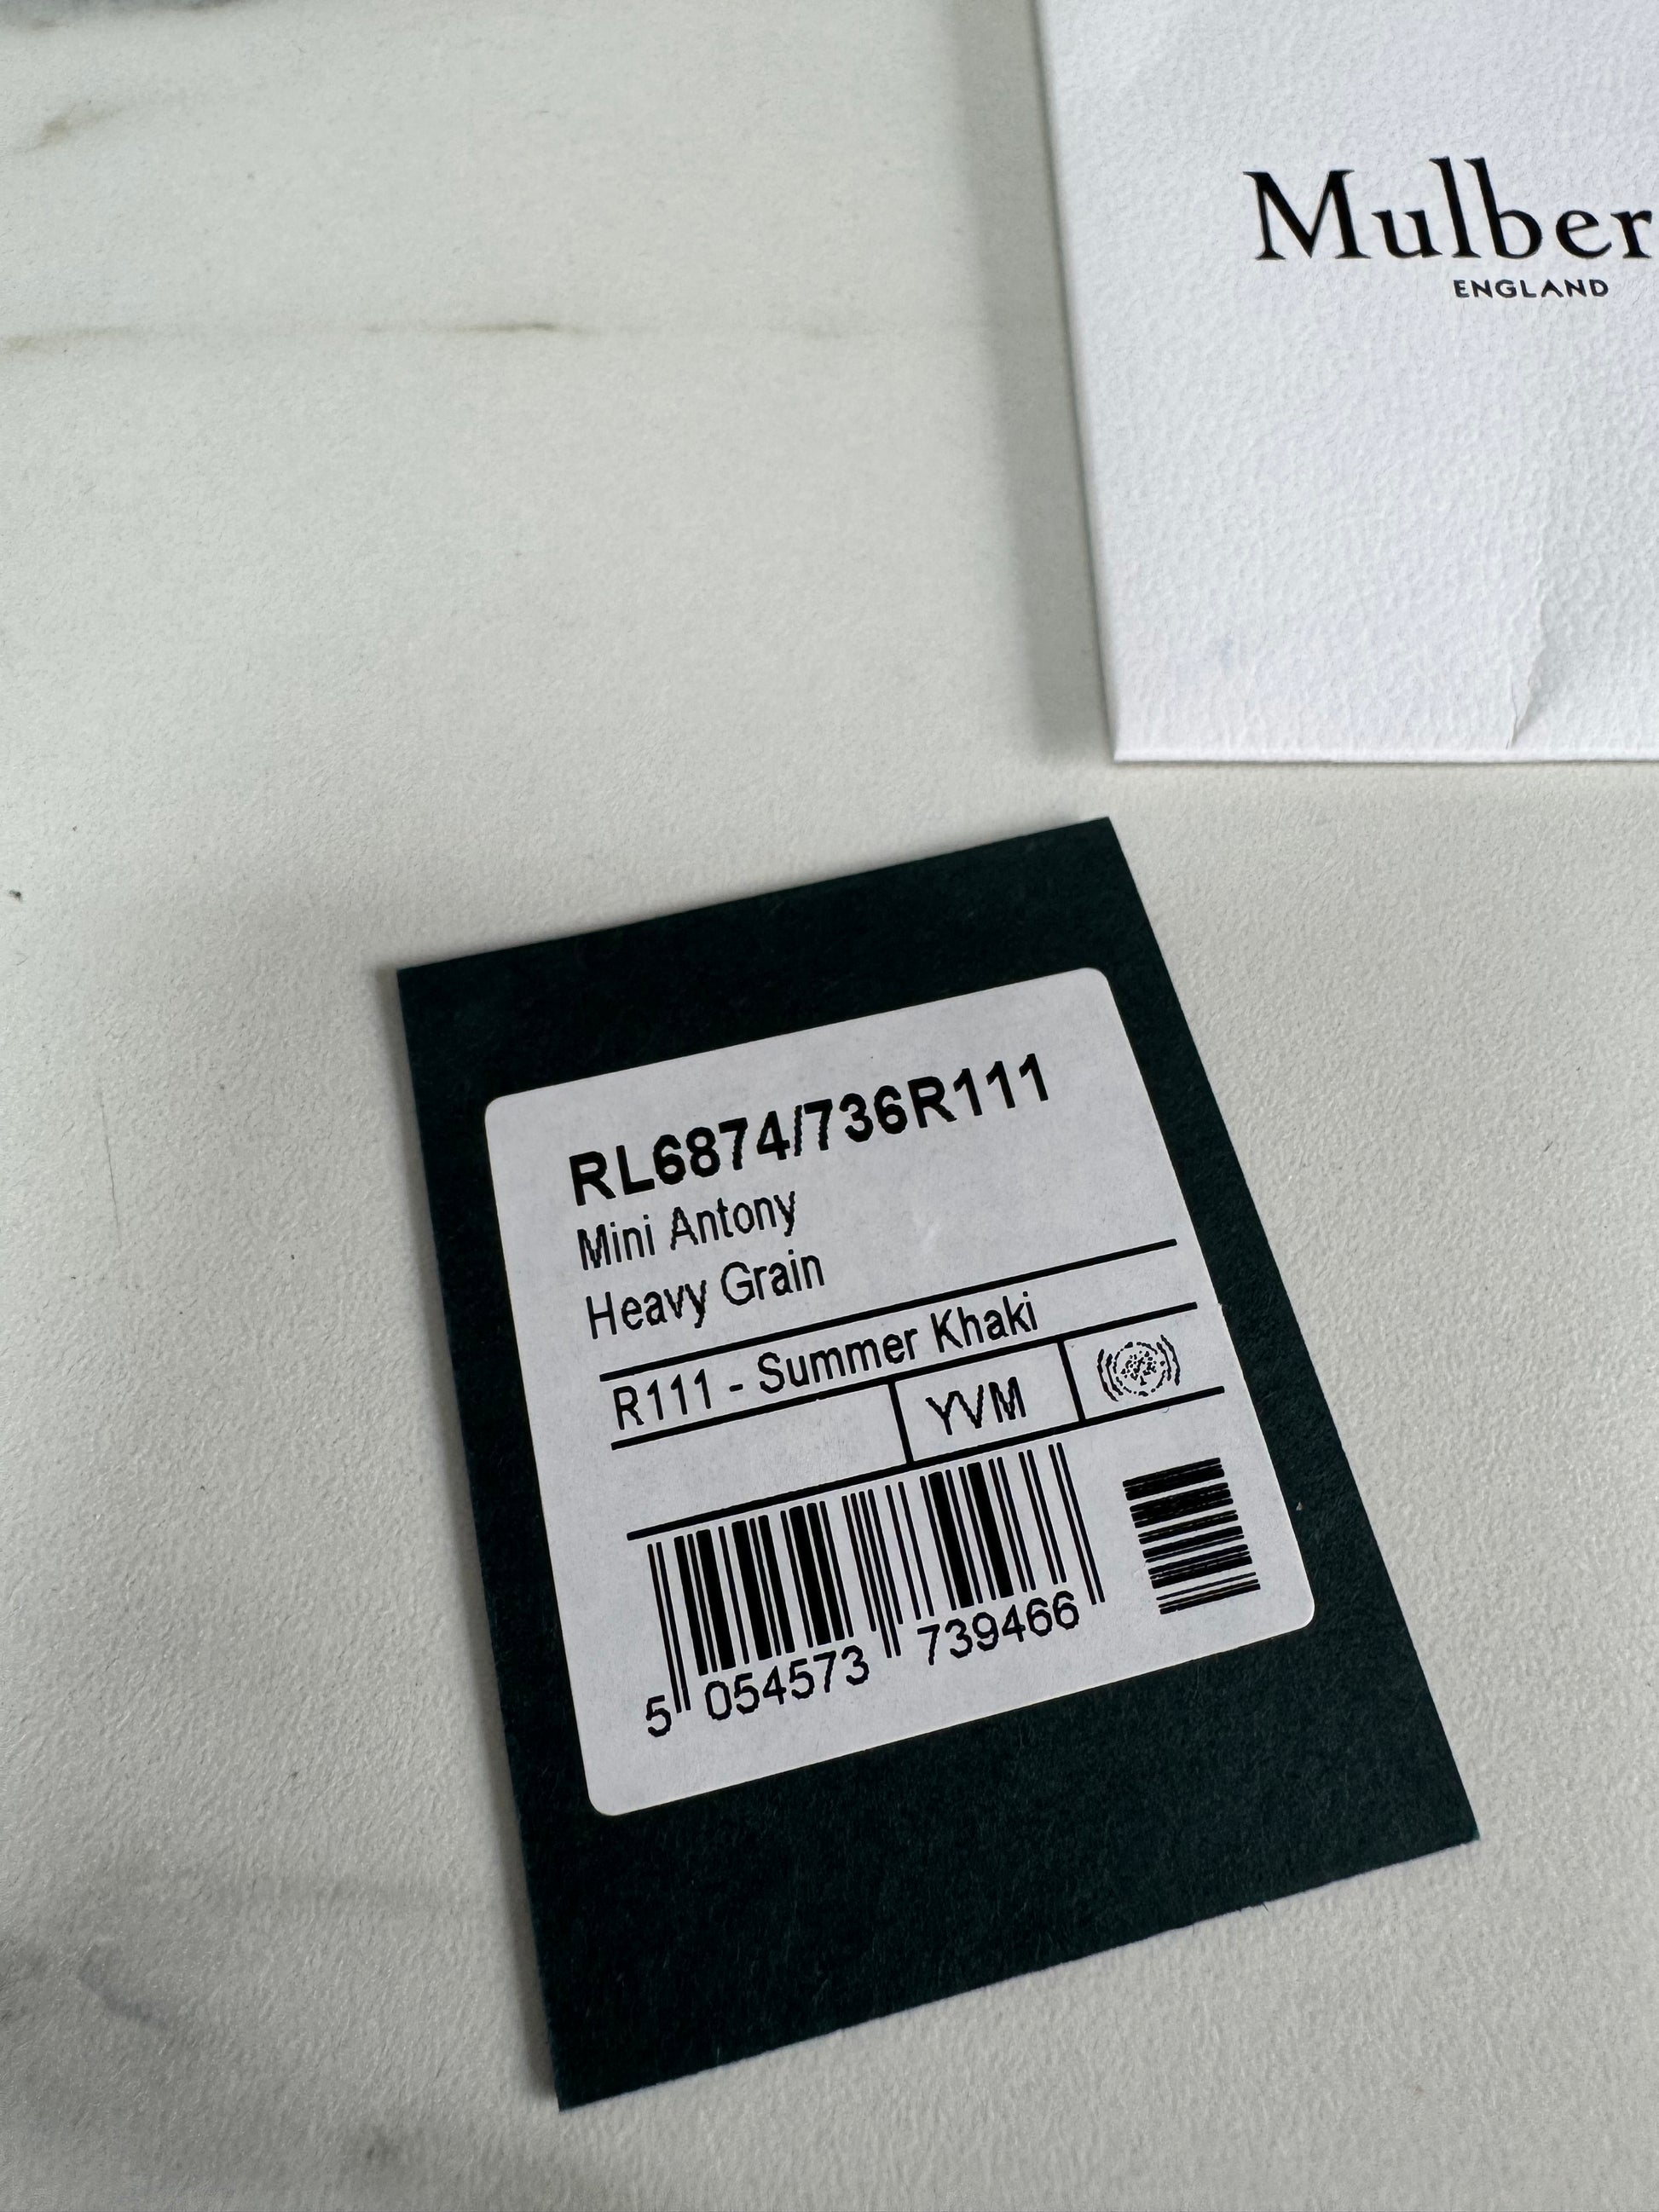 Mulber
ENGLAND
RL6874/736R111
Mini Antony
Heavy Grain
R111 - Summer Khaki
YVM
5 054573 739466